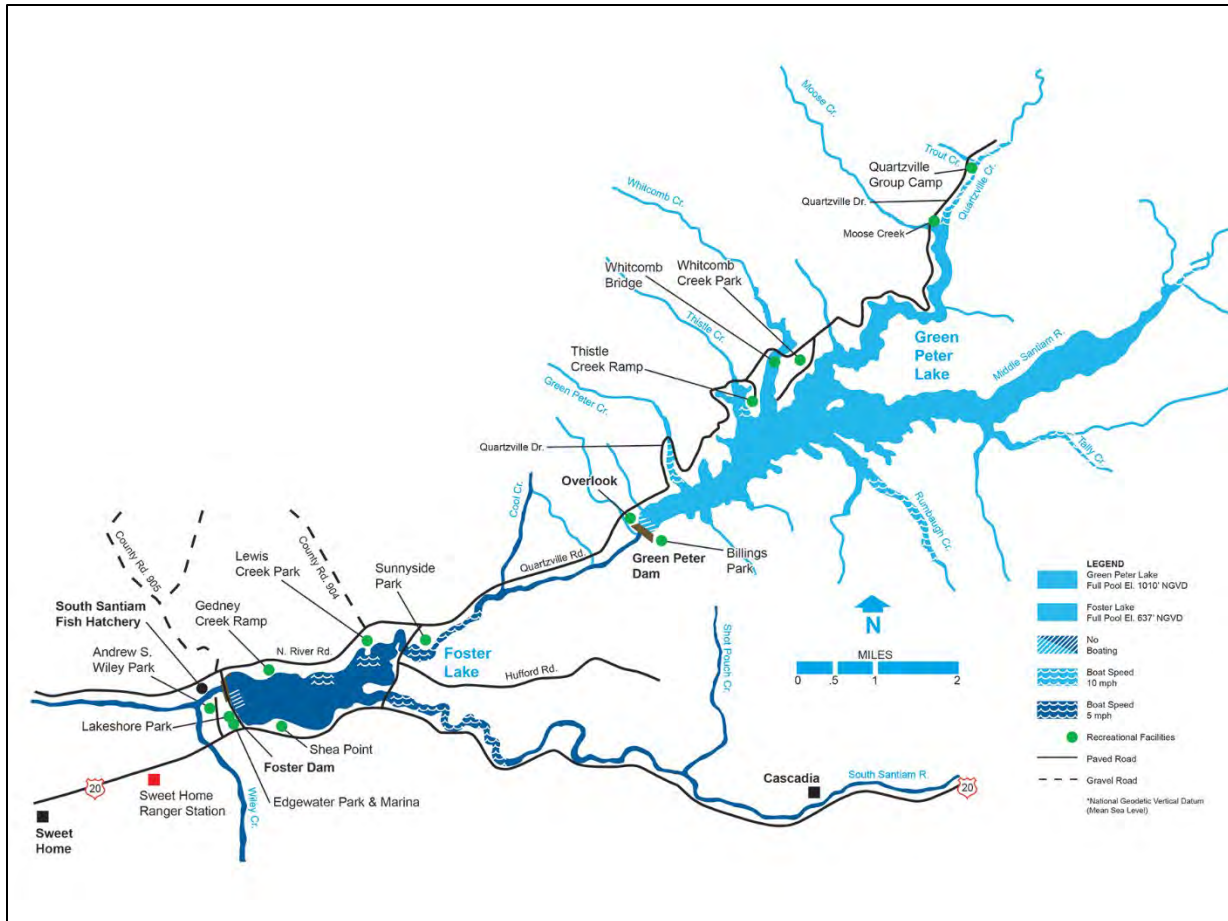 Moose Cr.
Trout Cr.
Quartzville
Group Camp
Quartzville Cr.
Quartzville Dr.
Moose Creek
Whitcomb Cr.
Whitcomb
Bridge
Whitcomb
Creek Park
Thistle Cr.
Green
Peter
Lake
Middle Santiam R.
Thistle
Creek Ramp
Green Peter Cr.
Quartzville Dr.
Tally Cr.
Rumbaugh Cr.
Overlook
Cool Cr.
Quartzville Rd.
Green Peter
Dam
Billings
Park
County Rd. 905
County Rd. 904
Lewis
Creek Park
Sunnyside
Park
South Santiam
Fish Hatchery
Gedney
Creek Ramp
N. River Rd.
Foster
Lake
Andrew S.
Wiley Park
Hufford Rd.
Shot Pouch Cr.
Lakeshore Park
Shea Point
Foster Dam
Edgewater Park & Marina
Wiley Cr.
20
Sweet Home
Ranger Station
Sweet
Home
Cascadia
South Santiam R.
20
N
MILES
0 .5 1 2
LEGEND
Green Peter Lake
Full Pool El. 1010' NGVD
Foster Lake
Full Pool El. 637' NGVD
No
Boating
Boat Speed
10 mph
Boat Speed
5 mph
Recreational Facilities
Paved Road
Gravel Road
*National Geodetic Vertical Datum
(Mean Sea Level)